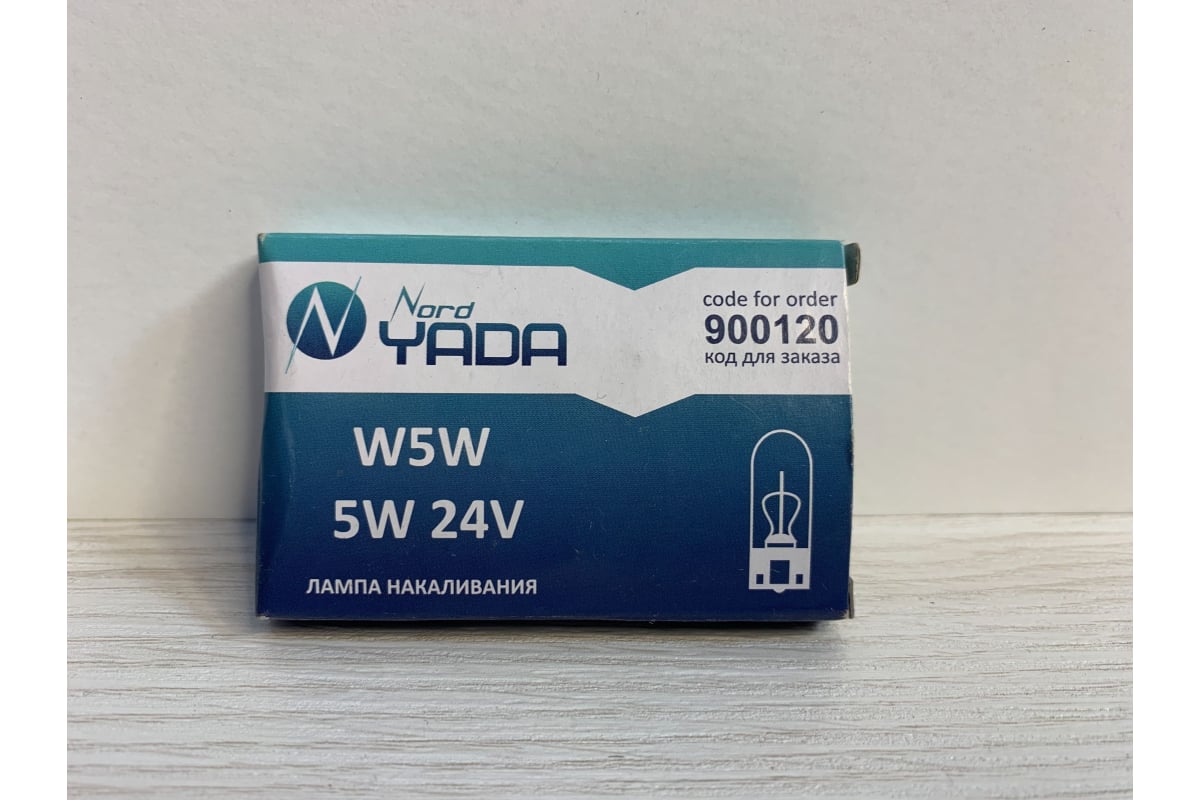 N
Nord
YADA
code for order
900120
код для заказа
W5W
5W 24V
ЛАМПА НАКАЛИВАНИЯ